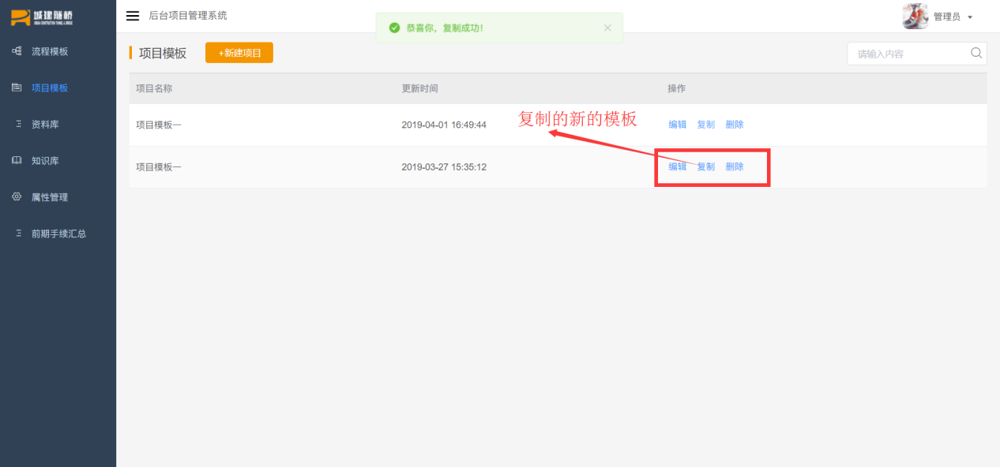 城建隧桥
后台项目管理系统
恭喜你，复制成功！
管理员
流程模板
项目模板
资料库
知识库
属性管理
前期手续汇总
项目模板
+新建项目
请输入内容
项目名称 更新时间 操作
项目模板一 2019-04-01 16:49:44 编辑 复制 删除
复制的新的模板
项目模板一 2019-03-27 15:35:12 编辑 复制 删除